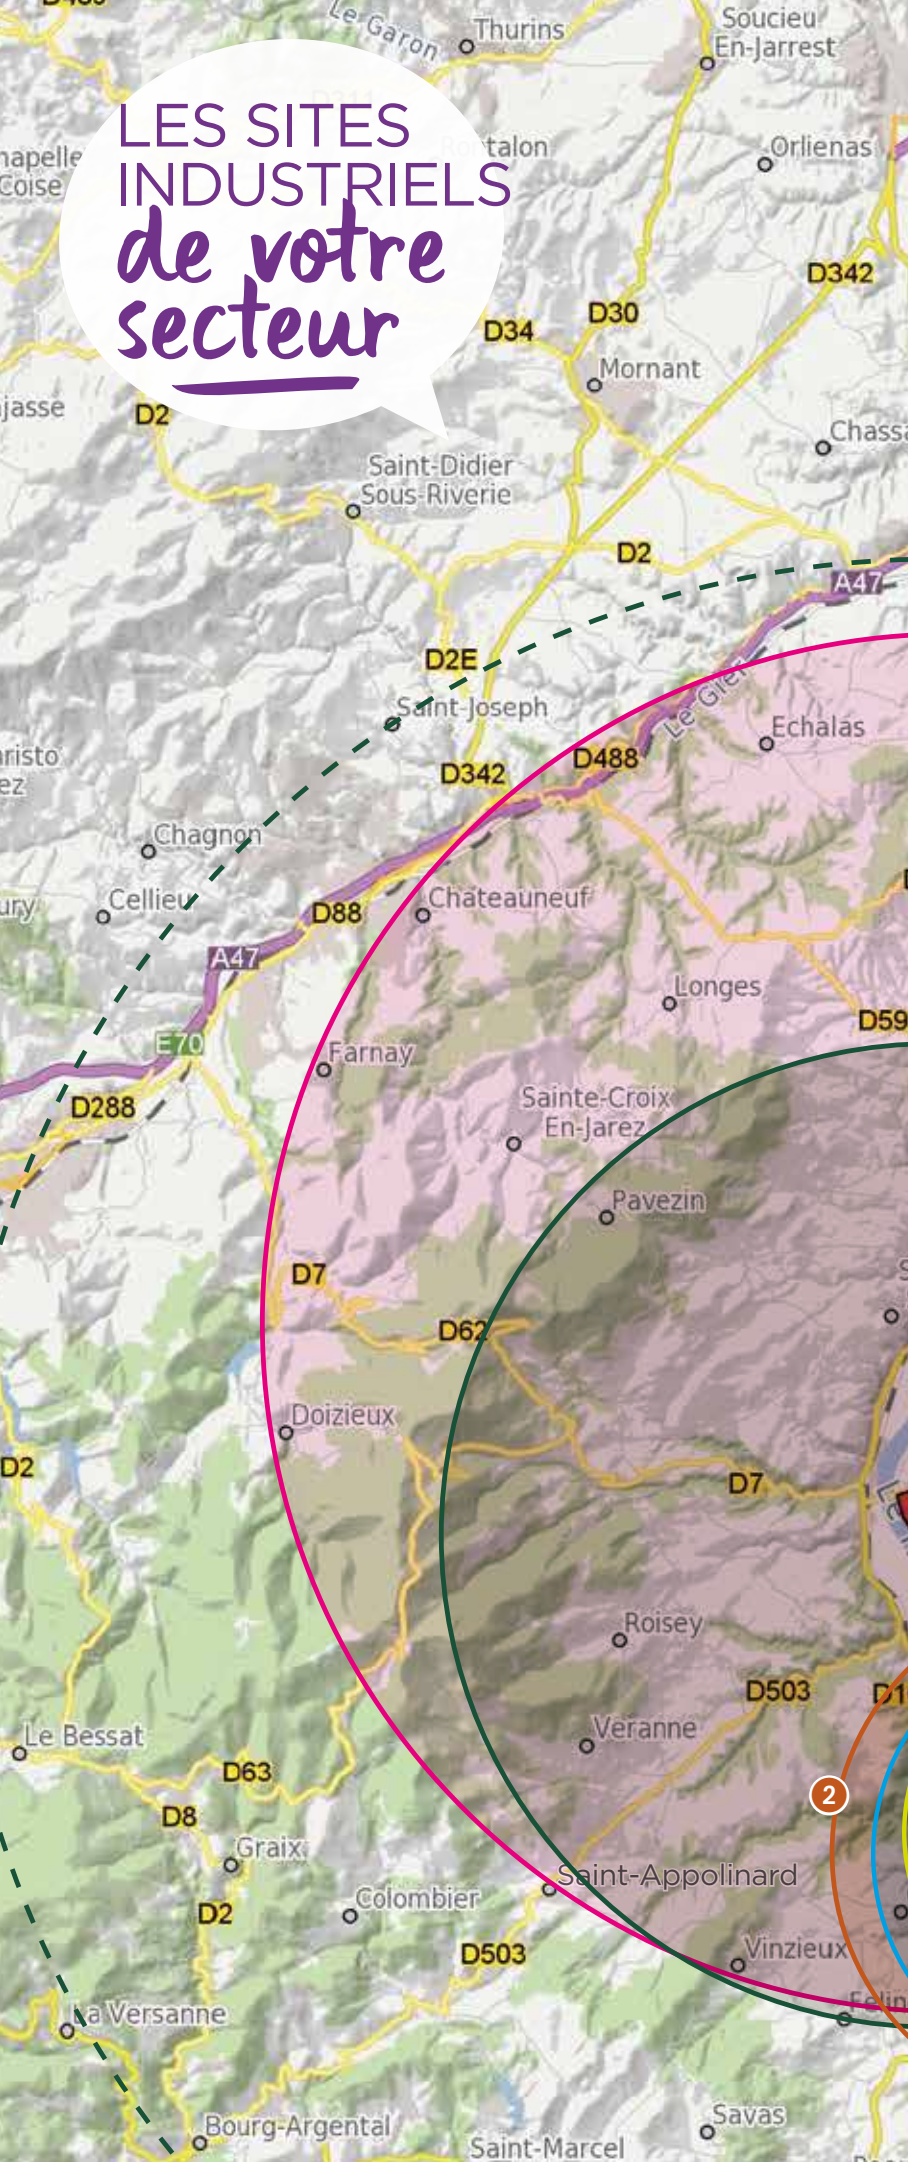 Le Garon
Thurins
Soucieu
En-Jarrest
LES SITES
INDUSTRIELS
de votre
secteur
Orlienas
Coise
D342
D30
D34
Mornant
D2
Saint-Didier
Sous-Riverie
D2
A47
D2E
Saint-Joseph
Le Gier
Echalas
D488
D342
Chagnon
Cellieu
Chateauneuf
D88
A47
Longes
D59
E70
Farnay
D288
Sainte-Croix
En-Jarez
Pavezin
D7
D62
Doizieux
D2
D7
Roisey
D503
Veranne
Le Bessat
D63
2
D8
Graix
Saint-Appolinard
Colombier
D2
D503
Vinzieux
La Versanne
Savas
Bourg-Argental
Saint-Marcel